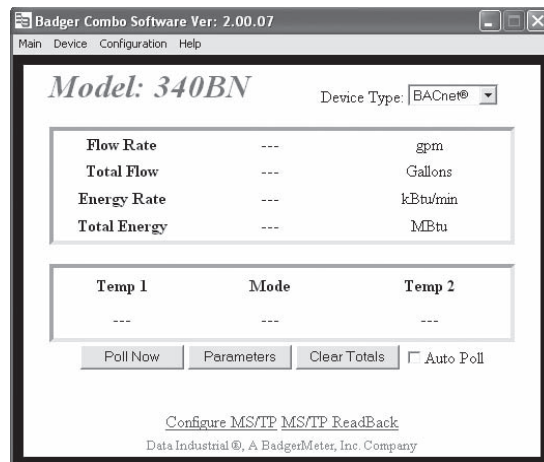 Badger Combo Software Ver: 2.00.07
Main Device Configuration Help
Model: 340BN
Device Type: BACnet®
Flow Rate --- gpm
Total Flow --- Gallons
Energy Rate --- kBtu/min
Total Energy --- MBtu
Temp 1 Mode Temp 2
--- --- ---
Poll Now Parameters Clear Totals Auto Poll
Configure MS/TP MS/TP ReadBack
Data Industrial ®, A BadgerMeter, Inc. Company